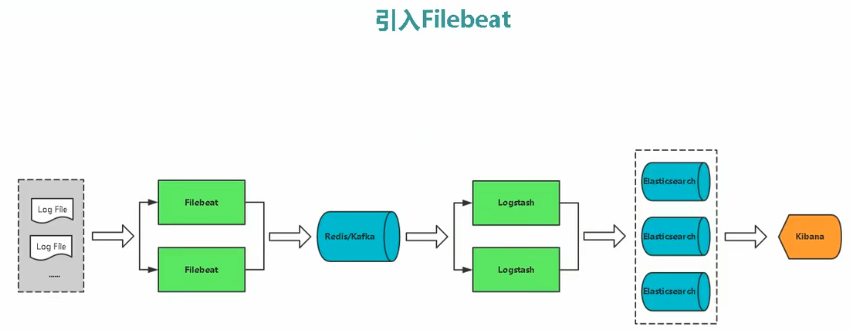 引入Filebeat
Log File
Log File
......
Filebeat
Filebeat
Redis/Kafka
Logstash
Logstash
Elasticsearch
Elasticsearch
Elasticsearch
Kibana